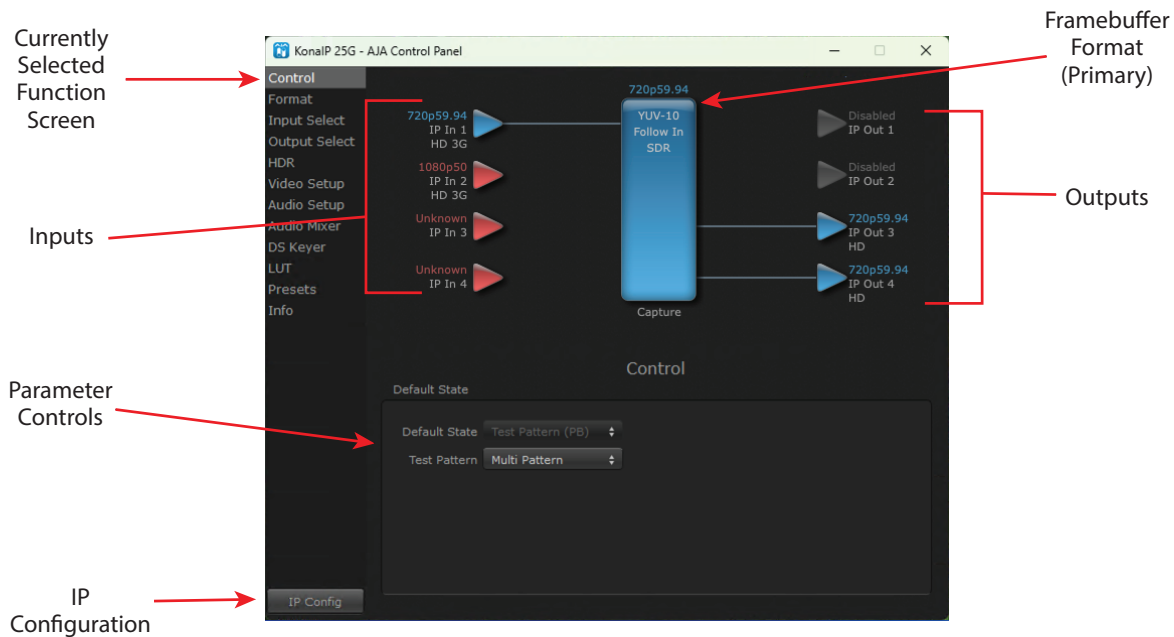 Currently
Selected
Function
Screen
Inputs
Parameter
Controls
IP
Configuration
KonaIP 25G - AJA Control Panel
Control
Format
Input Select
Output Select
HDR
Video Setup
Audio Setup
Audio Mixer
DS Keyer
LUT
Presets
Info
IP Config
720p59.94
IP In 1
HD 3G
1080p50
IP In 2
HD 3G
Unknown
IP In 3
Unknown
IP In 4
720p59.94
YUV-10
Follow In
SDR
Capture
Disabled
IP Out 1
Disabled
IP Out 2
720p59.94
IP Out 3
HD
720p59.94
IP Out 4
HD
Control
Default State
Default State Test Pattern (PB)
Test Pattern Multi Pattern
Framebuffer
Format
(Primary)
Outputs